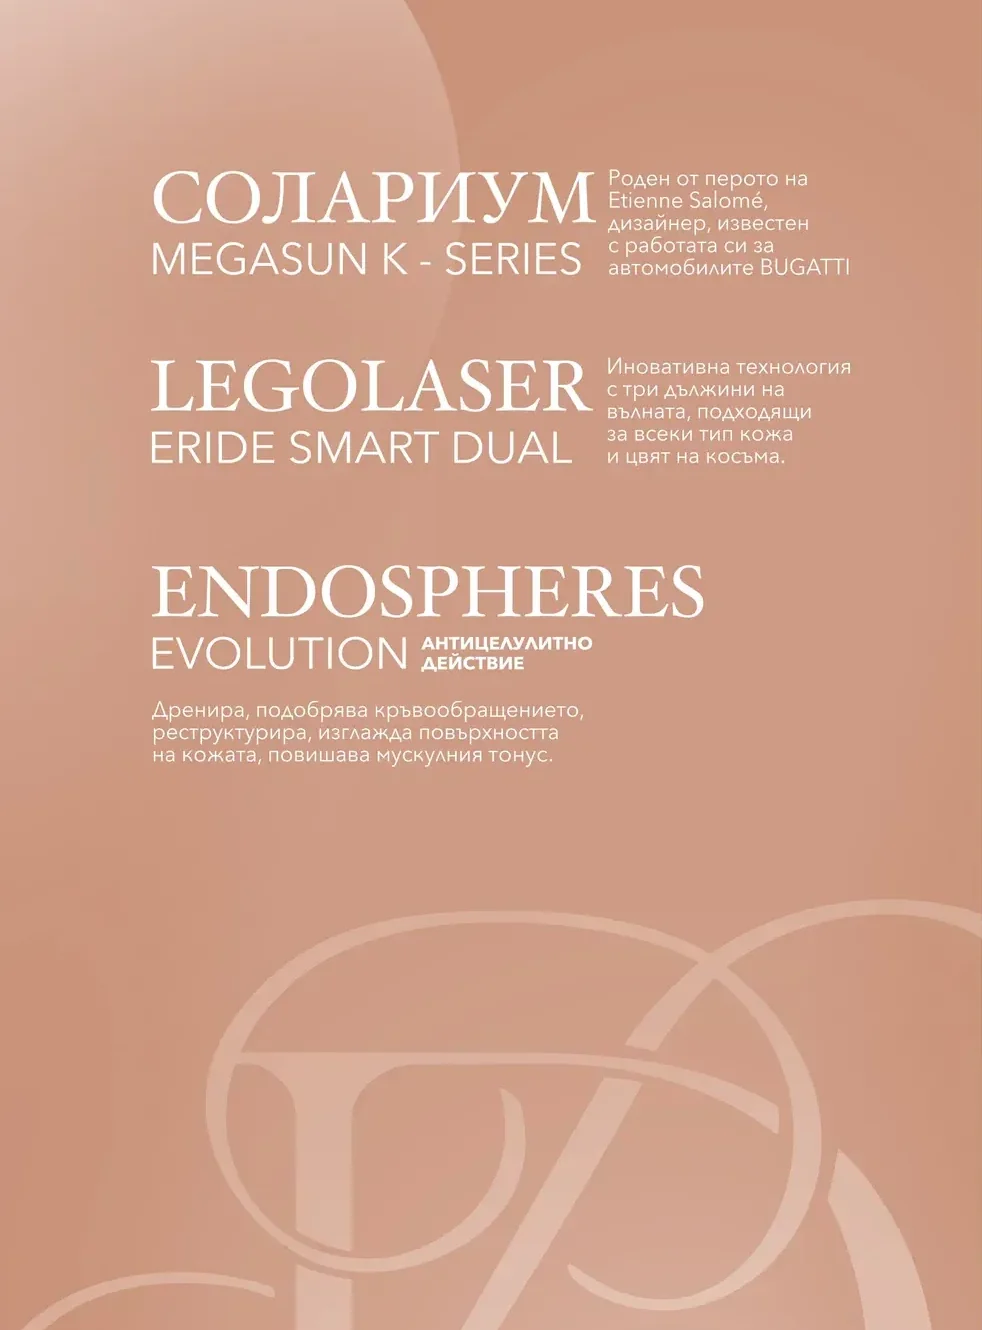 СОЛАРИУМ
MEGASUN K - SERIES
Роден от перото на
Etienne Salomé,
дизайнер, известен
с работата си за
автомобилите BUGATTI
LEGOLASER
ERIDE SMART DUAL
Иновативна технология
с три дължини на
вълната, подходящи
за всеки тип кожа
и цвят на косъма.
ENDOSPHERES
EVOLUTION
АНТИЦЕЛУЛИТНО
ДЕЙСТВИЕ
Дренира, подобрява кръвообращението,
реструктурира, изглажда повърхността
на кожата, повишава мускулния тонус.